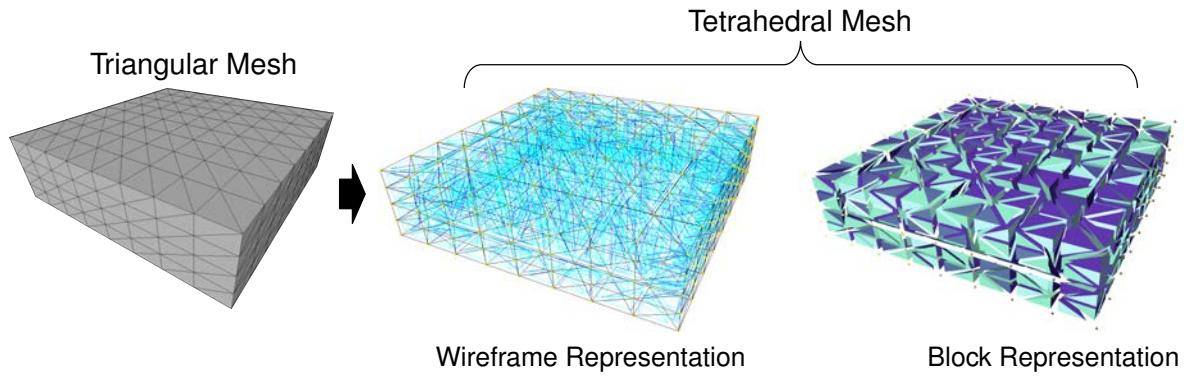 Tetrahedral Mesh
Triangular Mesh
Wireframe Representation
Block Representation